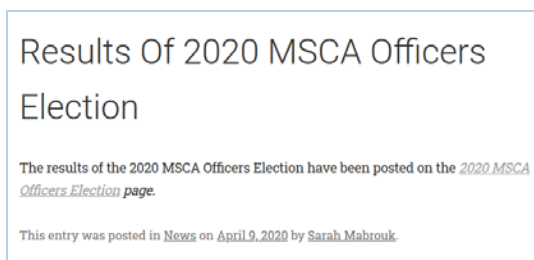 Results Of 2020 MSCA Officers
Election
The results of the 2020 MSCA Officers Election have been posted on the 2020 MSCA
Officers Election page.
This entry was posted in News on April 9, 2020 by Sarah Mabrouk.